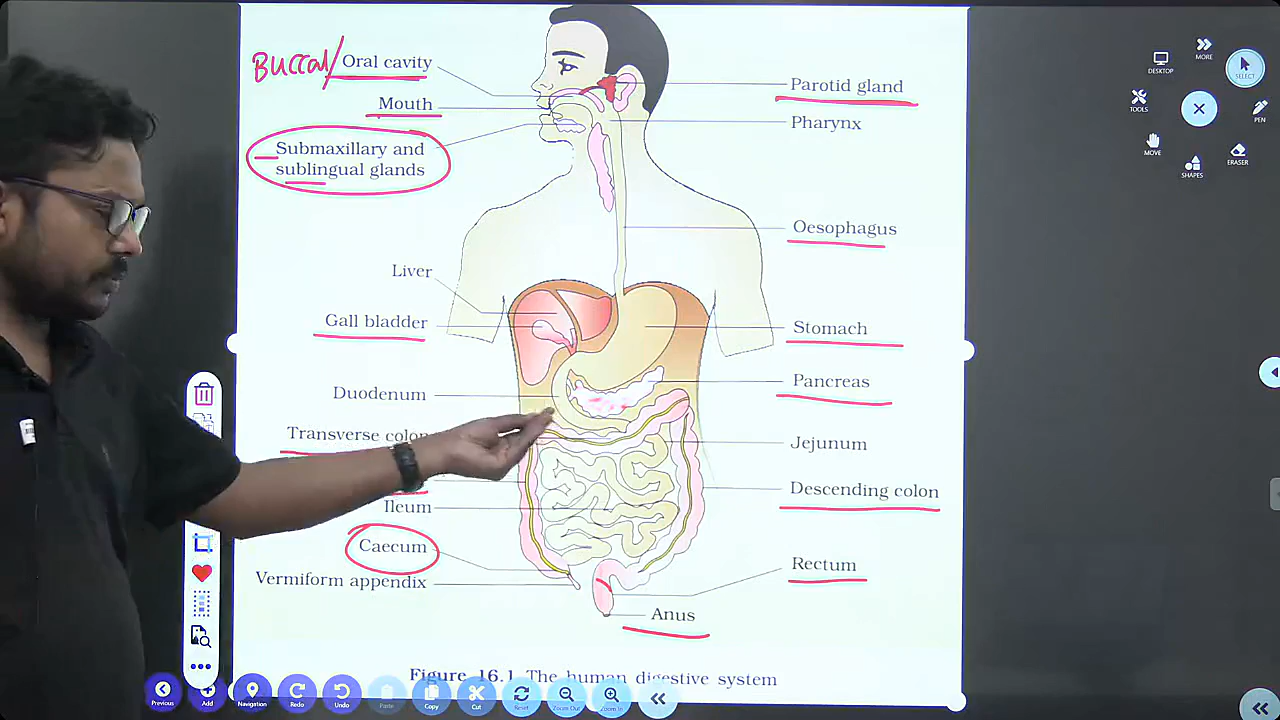 Buccal/ Oral cavity
Mouth
Submaxillary and
sublingual glands
Liver
Gall bladder
Duodenum
Transverse colon
Ileum
Caecum
Vermiform appendix
Parotid gland
Pharynx
Oesophagus
Stomach
Pancreas
Jejunum
Descending colon
Rectum
Anus
Figure 16.1 The human digestive system
MORE
DESKTOP
SELECT
TOOLS
PEN
MOVE
SHAPES
ERASER
Previous
Add
Navigation
Redo
Undo
Paste
Copy
Cut
Reset
Zoom Out
Zoom In